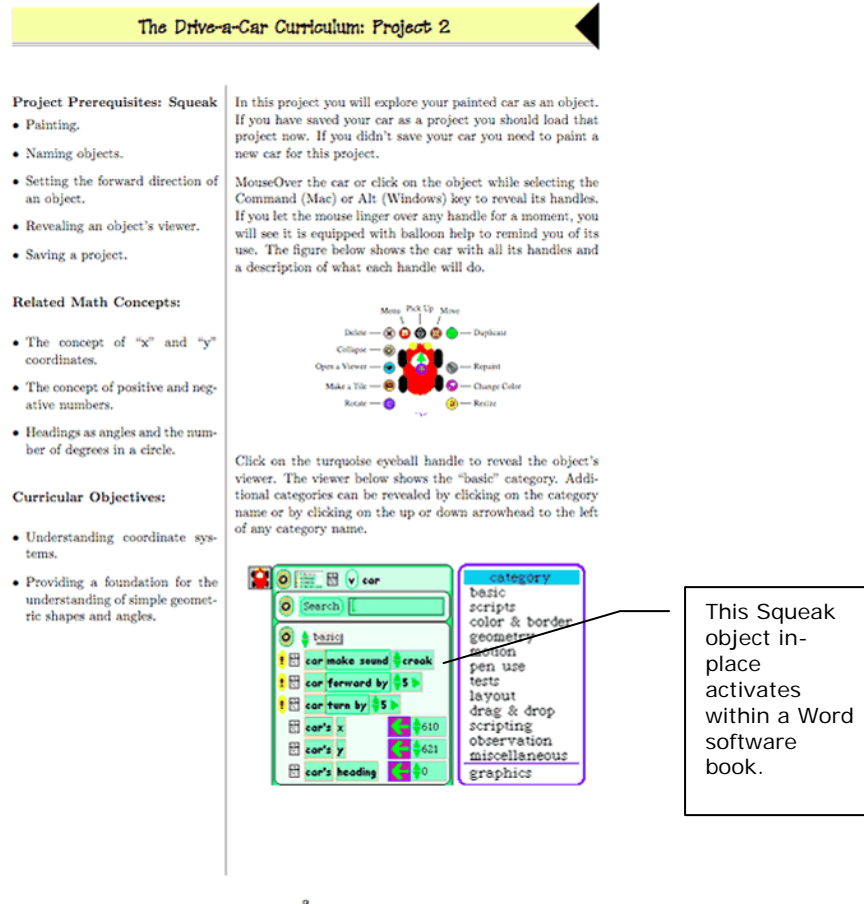 The Drive-a-Car Curriculum: Project 2
Project Prerequisites: Squeak
• Painting.
• Naming objects.
• Setting the forward direction of
an object.
• Revealing an object's viewer.
• Saving a project.
Related Math Concepts:
• The concept of "x" and "y"
coordinates.
• The concept of positive and neg-
ative numbers.
• Headings as angles and the num-
ber of degrees in a circle.
Curricular Objectives:
• Understanding coordinate sys-
tems.
• Providing a foundation for the
understanding of simple geomet-
ric shapes and angles.
In this project you will explore your painted car as an object.
If you have saved your car as a project you should load that
project now. If you didn't save your car you need to paint a
new car for this project.
MouseOver the car or click on the object while selecting the
Command (Mac) or Alt (Windows) key to reveal its handles.
If you let the mouse linger over any handle for a moment, you
will see it is equipped with balloon help to remind you of its
use. The figure below shows the car with all its handles and
a description of what each handle will do.
Menu Pick Up Move
Delete Duplicate
Collapse
Open a Viewer Repaint
Make a Tile Change Color
Rotate Resize
Click on the turquoise eyeball handle to reveal the object's
viewer. The viewer below shows the "basic" category. Addi-
tional categories can be revealed by clicking on the category
name or by clicking on the up or down arrowhead to the left
of any category name.
v car
Search
basic
! car make sound croak
! car forward by 5
! car turn by 5
car's x 610
car's y 621
car's heading 0
category
basic
scripts
color & border
geometry
motion
pen use
tests
layout
drag & drop
scripting
observation
miscellaneous
graphics
This Squeak
object in-
place
activates
within a Word
software
book.